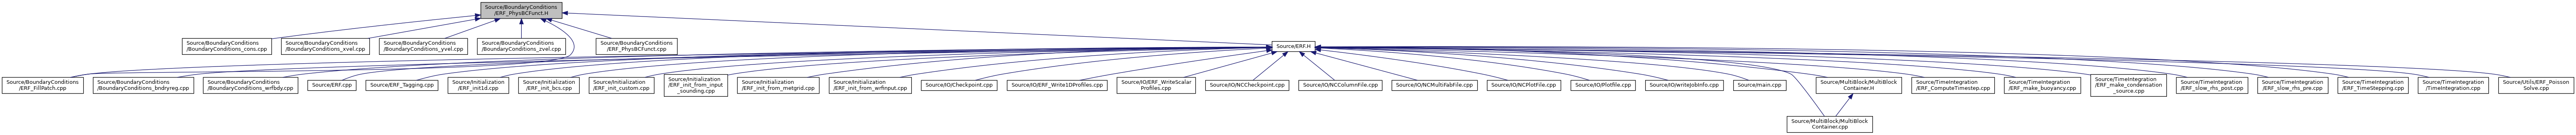 Source/BoundaryConditions
/ERF_PhysBCFunct.H
Source/BoundaryConditions
/BoundaryConditions_cons.cpp
Source/BoundaryConditions
/BoundaryConditions_xvel.cpp
Source/BoundaryConditions
/BoundaryConditions_yvel.cpp
Source/BoundaryConditions
/BoundaryConditions_zvel.cpp
Source/BoundaryConditions
/ERF_PhysBCFunct.cpp
Source/ERF.H
Source/BoundaryConditions
/ERF_FillPatch.cpp
Source/BoundaryConditions
/BoundaryConditions_bndryreg.cpp
Source/BoundaryConditions
/BoundaryConditions_wrfbdy.cpp
Source/ERF.cpp
Source/ERF_Tagging.cpp
Source/Initialization
/ERF_init1d.cpp
Source/Initialization
/ERF_init_bcs.cpp
Source/Initialization
/ERF_init_custom.cpp
Source/Initialization
/ERF_init_from_input
_sounding.cpp
Source/Initialization
/ERF_init_from_metgrid.cpp
Source/Initialization
/ERF_init_from_wrfinput.cpp
Source/IO/Checkpoint.cpp
Source/IO/ERF_Write1DProfiles.cpp
Source/IO/ERF_WriteScalar
Profiles.cpp
Source/IO/NCCheckpoint.cpp
Source/IO/NCColumnFile.cpp
Source/IO/NCMultiFabFile.cpp
Source/IO/NCPlotFile.cpp
Source/IO/Plotfile.cpp
Source/IO/writeJobInfo.cpp
Source/main.cpp
Source/MultiBlock/MultiBlock
Container.H
Source/TimeIntegration
/ERF_ComputeTimestep.cpp
Source/TimeIntegration
/ERF_make_buoyancy.cpp
Source/TimeIntegration
/ERF_make_condensation
_source.cpp
Source/TimeIntegration
/ERF_slow_rhs_post.cpp
Source/TimeIntegration
/ERF_slow_rhs_pre.cpp
Source/TimeIntegration
/ERF_TimeStepping.cpp
Source/TimeIntegration
/TimeIntegration.cpp
Source/Utils/ERF_Poisson
Solve.cpp
Source/MultiBlock/MultiBlock
Container.cpp